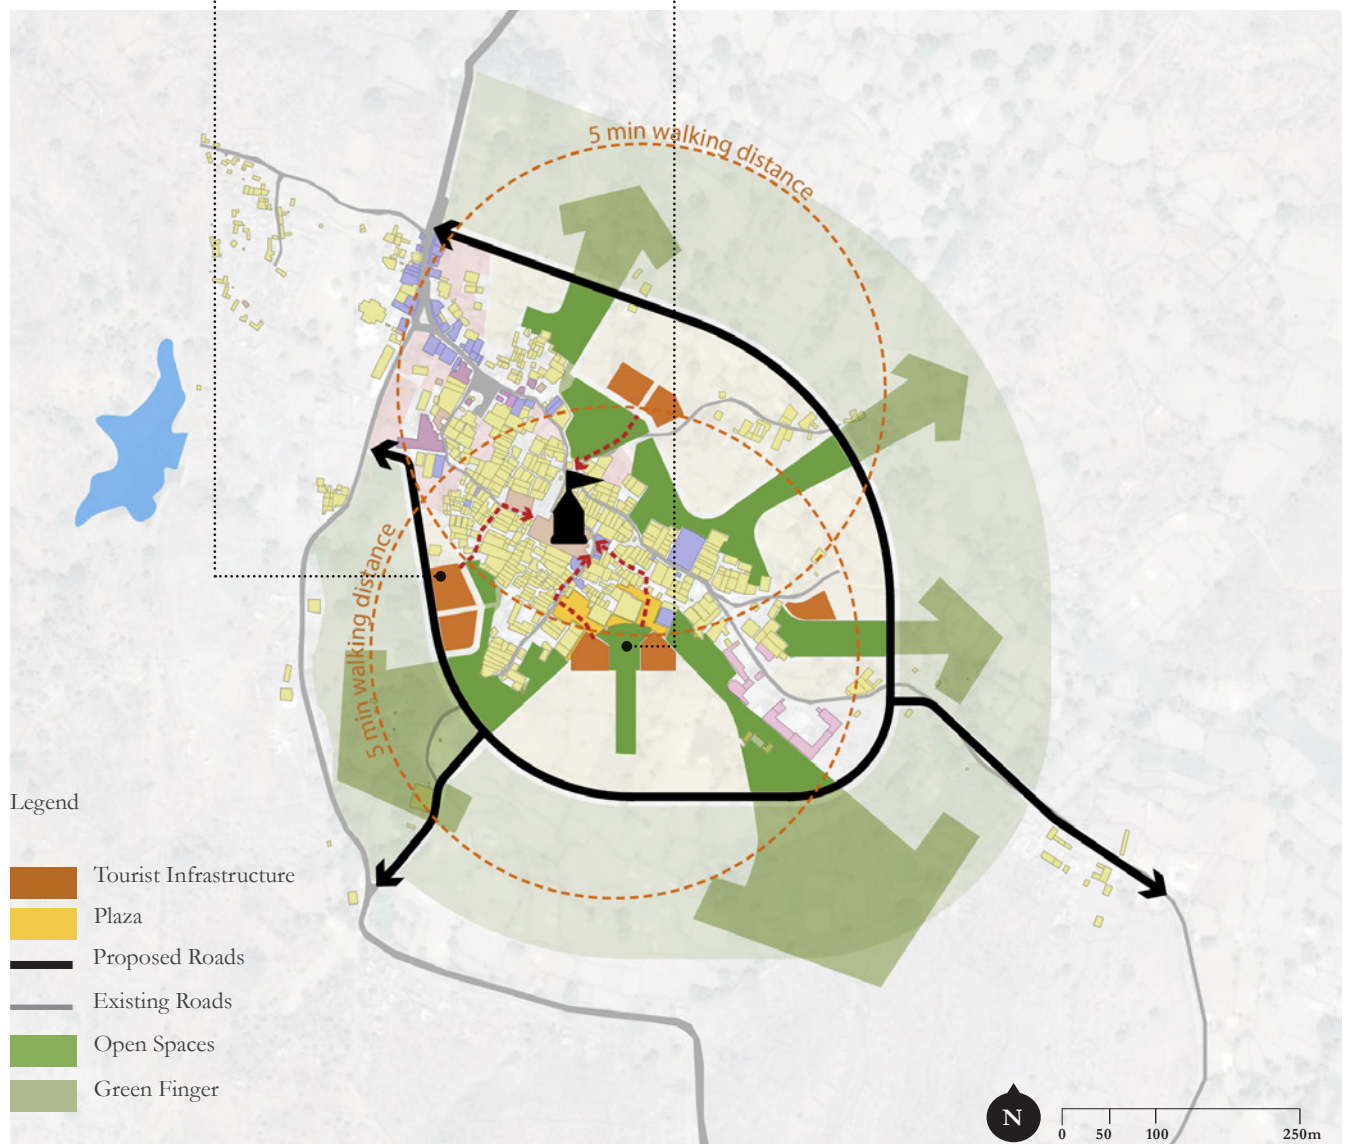 5 min walking distance
5 min walking distance
Legend
Tourist Infrastructure
Plaza
Proposed Roads
Existing Roads
Open Spaces
Green Finger
N
0 50 100 250m